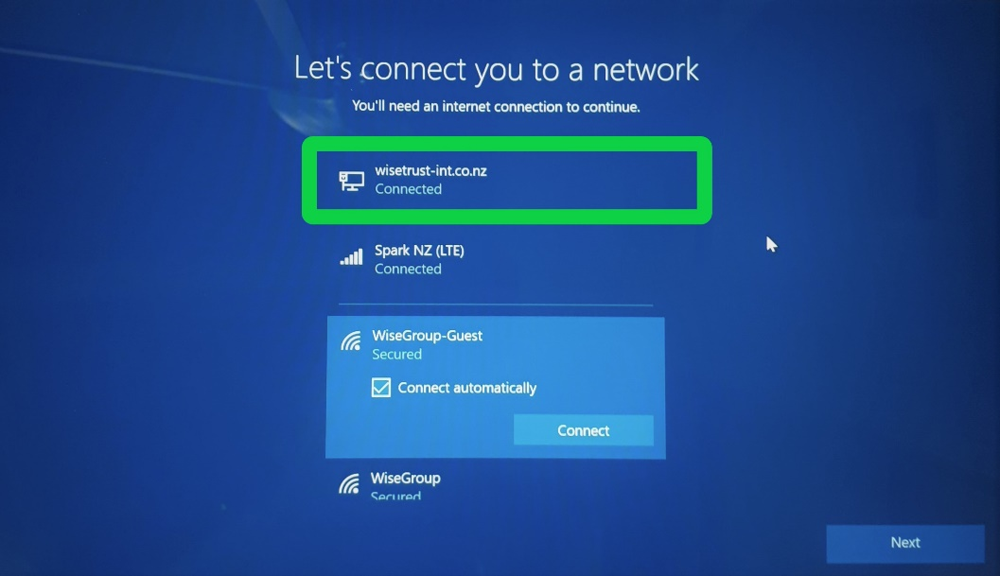 Let's connect you to a network
You'll need an internet connection to continue.
wisetrust-int.co.nz
Connected
Spark NZ (LTE)
Connected
WiseGroup-Guest
Secured
Connect automatically
Connect
WiseGroup
Secured
Next